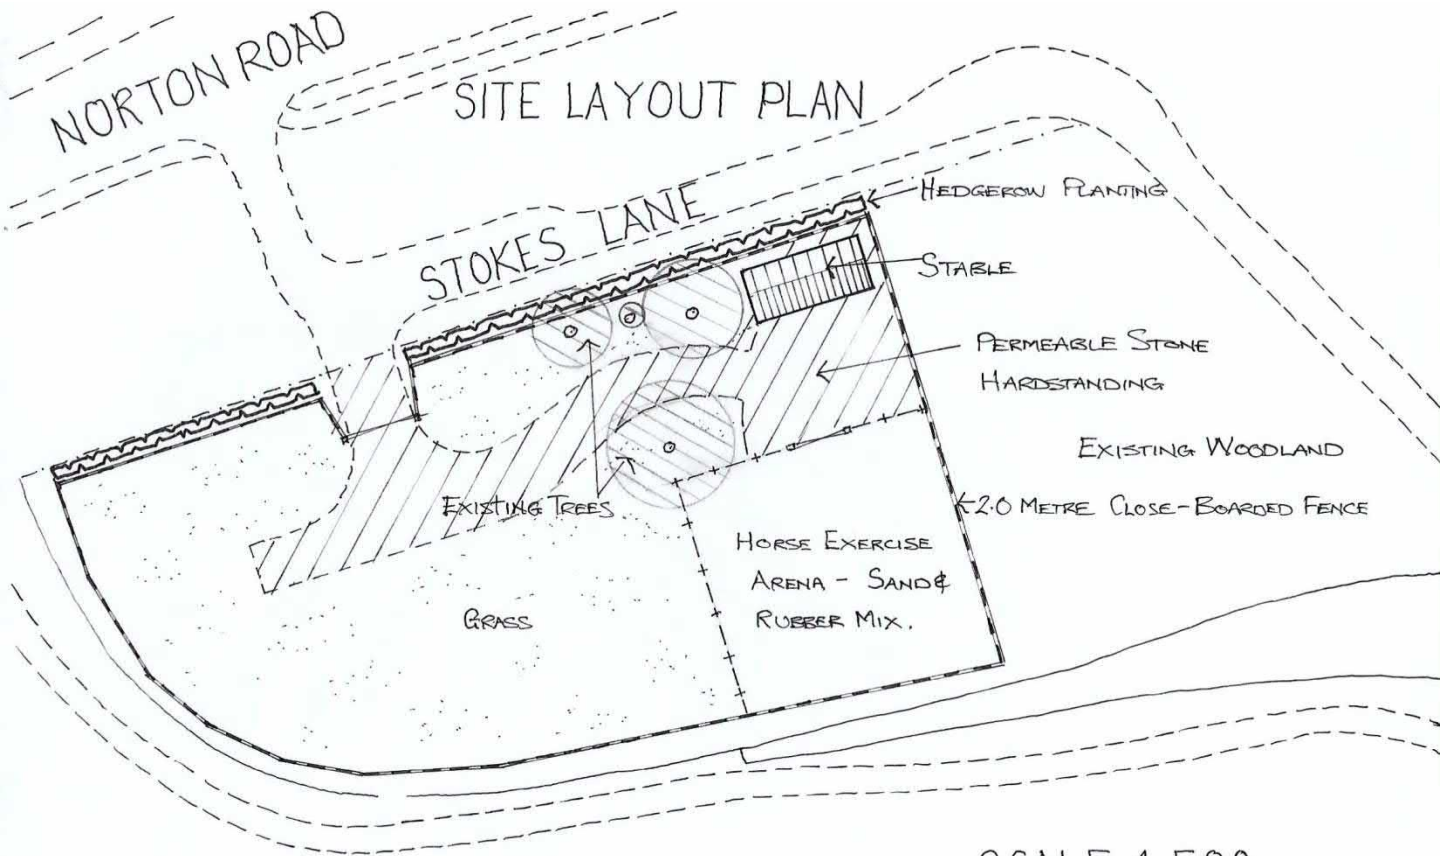 NORTON ROAD
SITE LAYOUT PLAN
STOKES LANE
HEDGEROW PLANTING
STABLE
PERMEABLE STONE
HARDSTANDING
EXISTING WOODLAND
EXISTING TREES
2.0 METRE CLOSE-BOARDED FENCE
HORSE EXERCISE
ARENA - SAND &
RUBBER MIX.
GRASS